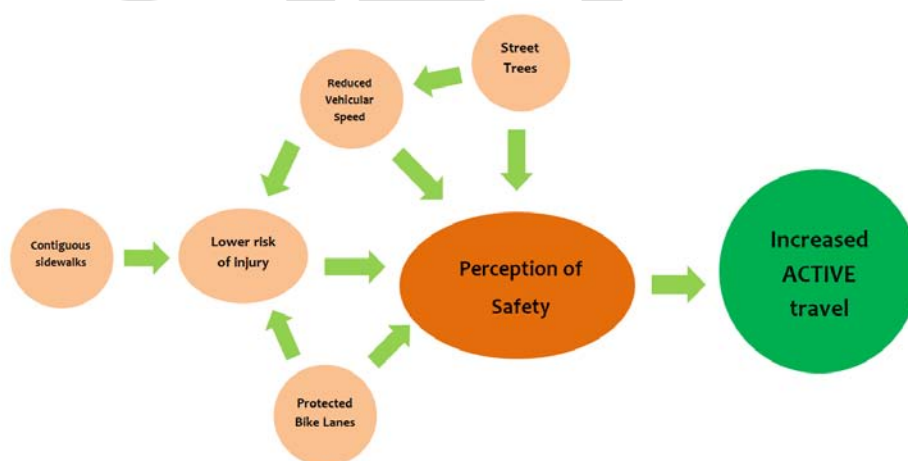 Street
Trees
Reduced
Vehicular
Speed
Contiguous
sidewalks
Lower risk
of injury
Perception of
Safety
Increased
ACTIVE
travel
Protected
Bike Lanes